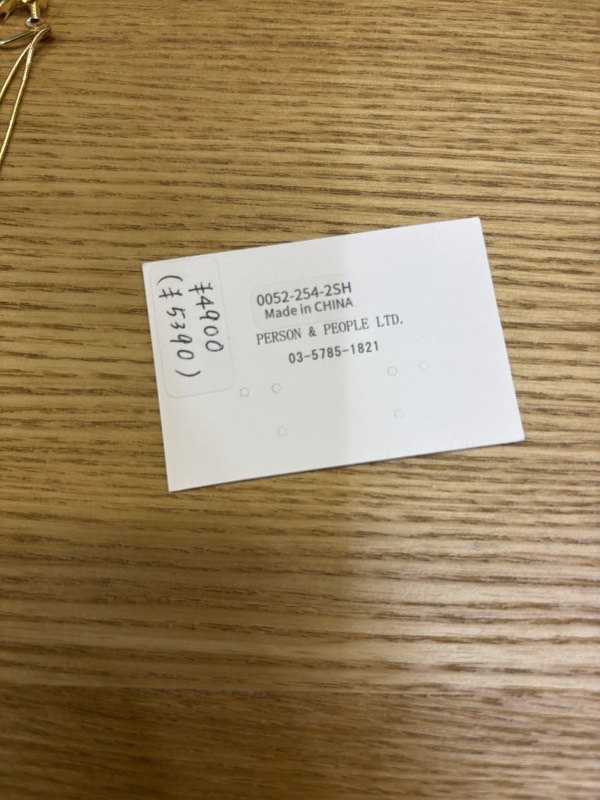 ¥4900
(¥5390)
0052-254-2SH
Made in CHINA
PERSON & PEOPLE LTD.
03-5785-1821